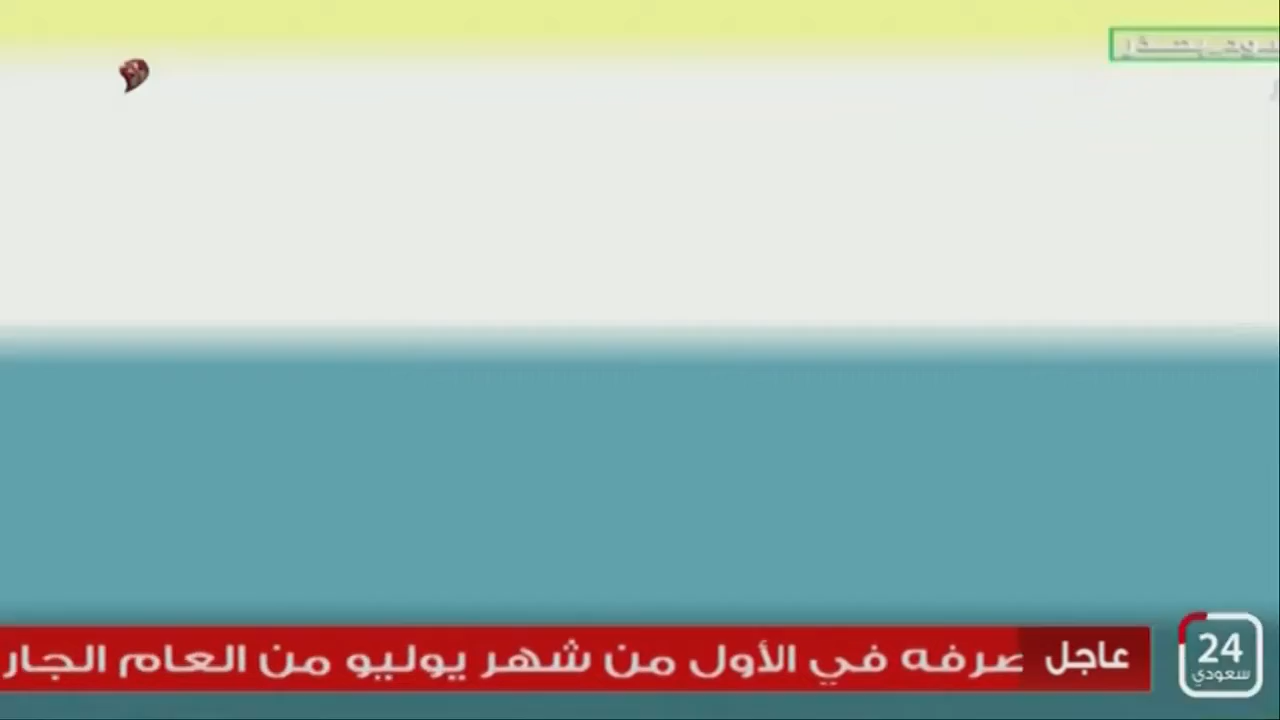 عاجل
صرفه في الأول من شهر يوليو من العام الجار
24
سعودي